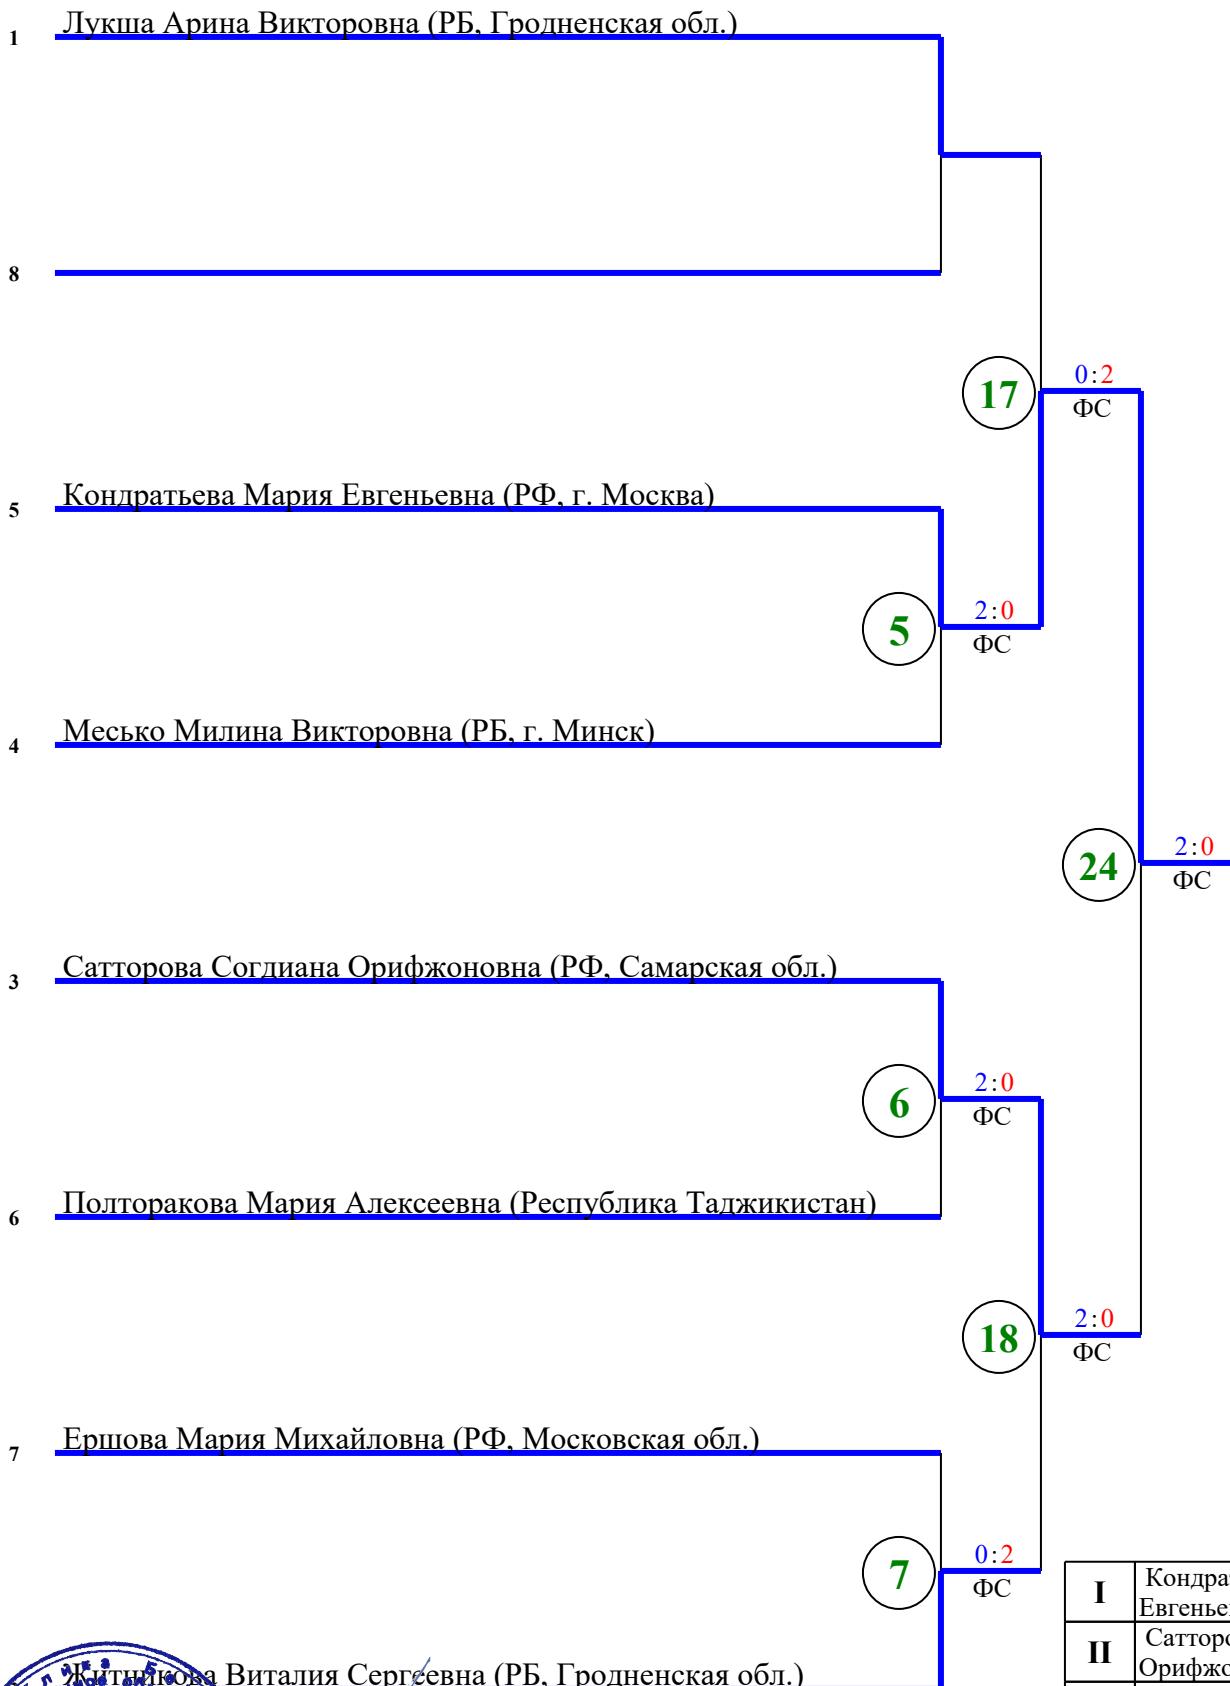 Лукша Арина Викторовна (РБ, Гродненская обл.)
1
8
17
0:2
ФС
Кондратьева Мария Евгеньевна (РФ, г. Москва)
5
5
2:0
ФС
Месько Милина Викторовна (РБ, г. Минск)
4
24
2:0
ФС
Сатторова Согдиана Орифжоновна (РФ, Самарская обл.)
3
6
2:0
ФС
Полторакова Мария Алексеевна (Республика Таджикистан)
6
18
2:0
ФС
Ершова Мария Михайловна (РФ, Московская обл.)
7
7
0:2
ФС
I
II
Житникова Виталия Сергеевна (РБ, Гродненская обл.)